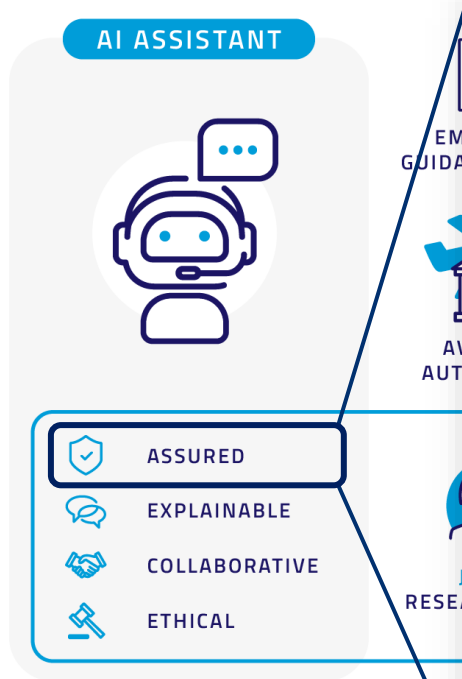 AI ASSISTANT
ASSURED
EXPLAINABLE
COLLABORATIVE
ETHICAL